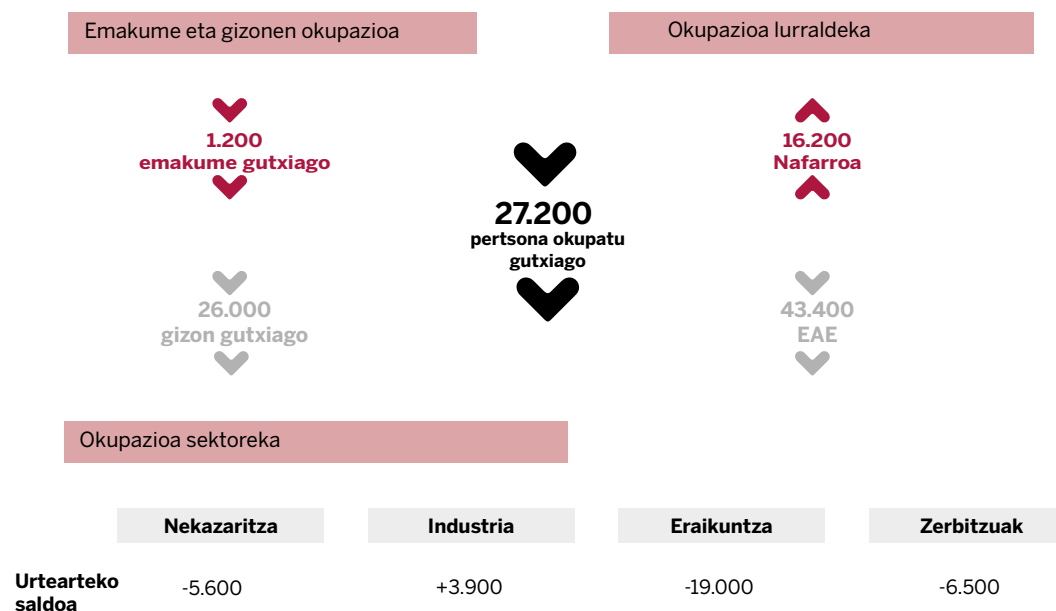 Emakume eta gizonen okupazioa
Okupazioa lurraldeka
1.200
emakume gutxiago
26.000
gizon gutxiago
27.200
pertsona okupatu
gutxiago
16.200
Nafarroa
43.400
EAE
Okupazioa sektoreka
Nekazaritza Industria Eraikuntza Zerbitzuak
Urtearteko
saldoa
-5.600 +3.900 -19.000 -6.500